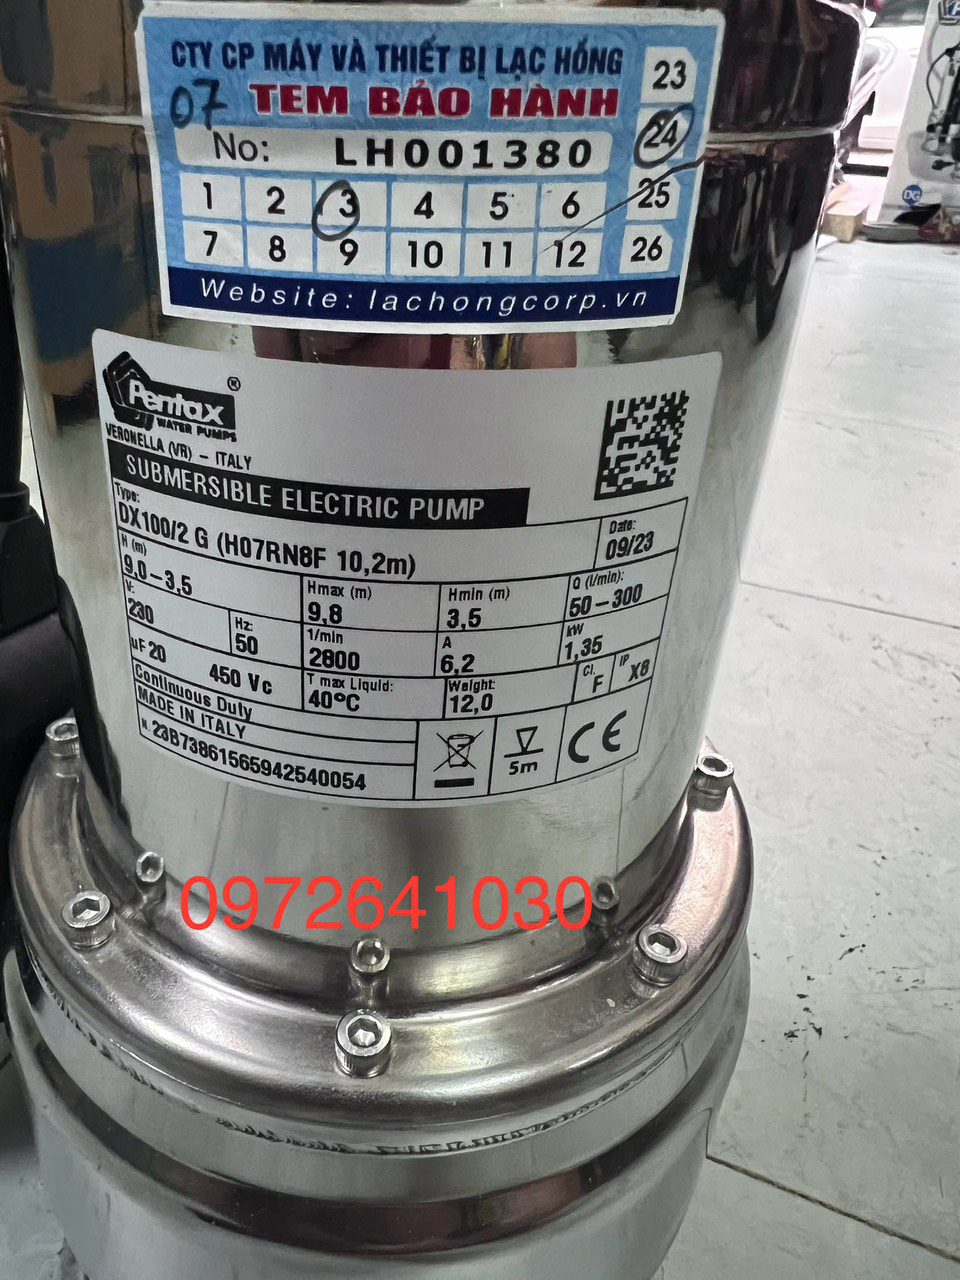 CTY CP MÁY VÀ THIẾT BỊ LẠC HỒNG
07 TEM BẢO HÀNH
No: LH001380
23
24
25
26
1 2 3 4 5 6
7 8 9 10 11 12
Website: lachongcorp.vn
Pentax ®
WATER PUMPS
VERONELLA (VR) - ITALY
SUBMERSIBLE ELECTRIC PUMP
Type:
DX100/2 G (H07RN8F 10,2m)
Date:
09/23
H (m)
9,0-3,5
Hmax (m)
9,8
Hmin (m)
3,5
Q (l/min):
50-300
V:
230
Hz:
50
1/min
2800
A
6,2
kW
1,35
µF 20 450 Vc
T max Liquid:
40°C
Weight:
12,0
Cl.
F
IP
X8
Continuous Duty
MADE IN ITALY
N. 23B73861565942540054
5m
CE
0972641030
DG